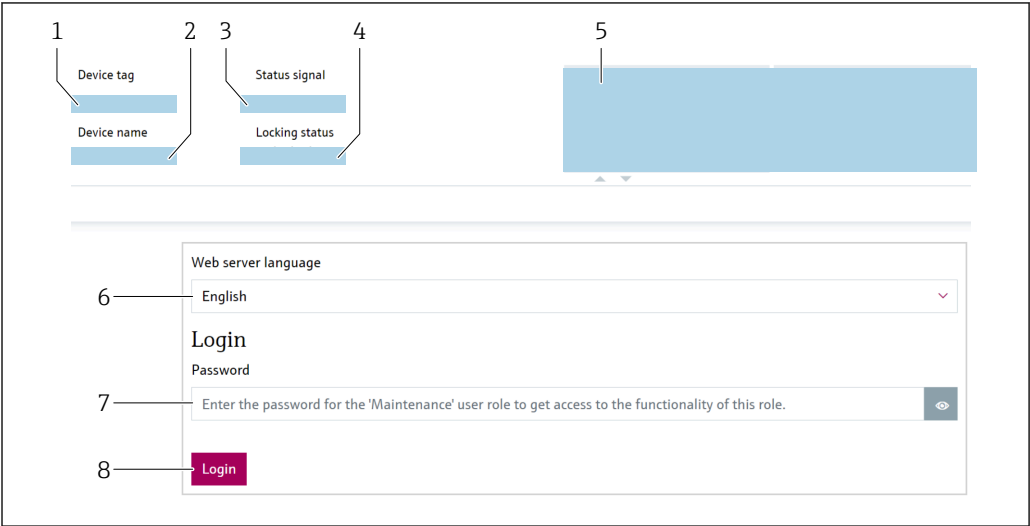 1 2 3 4 5
Device tag Status signal
Device name Locking status
Web server language
6 English
Login
Password
7 Enter the password for the 'Maintenance' user role to get access to the functionality of this role.
8 Login